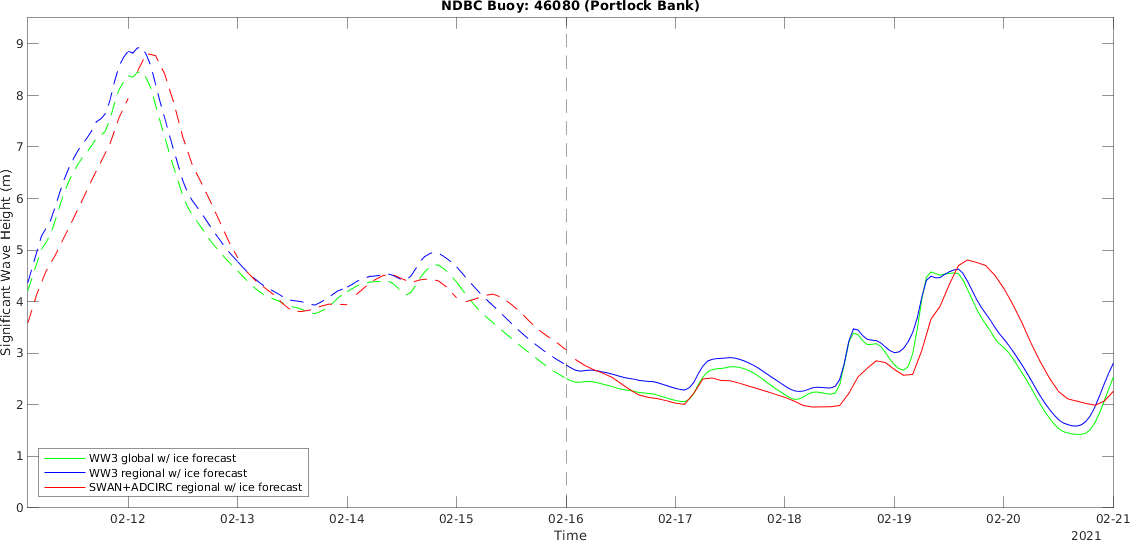 NDBC Buoy: 46080 (Portlock Bank)
9
8
7
6
5
4
3
2
1
0
Significant Wave Height (m)
WW3 global w/ ice forecast
WW3 regional w/ ice forecast
SWAN+ADCIRC regional w/ ice forecast
02-12 02-13 02-14 02-15 02-16 02-17 02-18 02-19 02-20 02-21
Time
2021